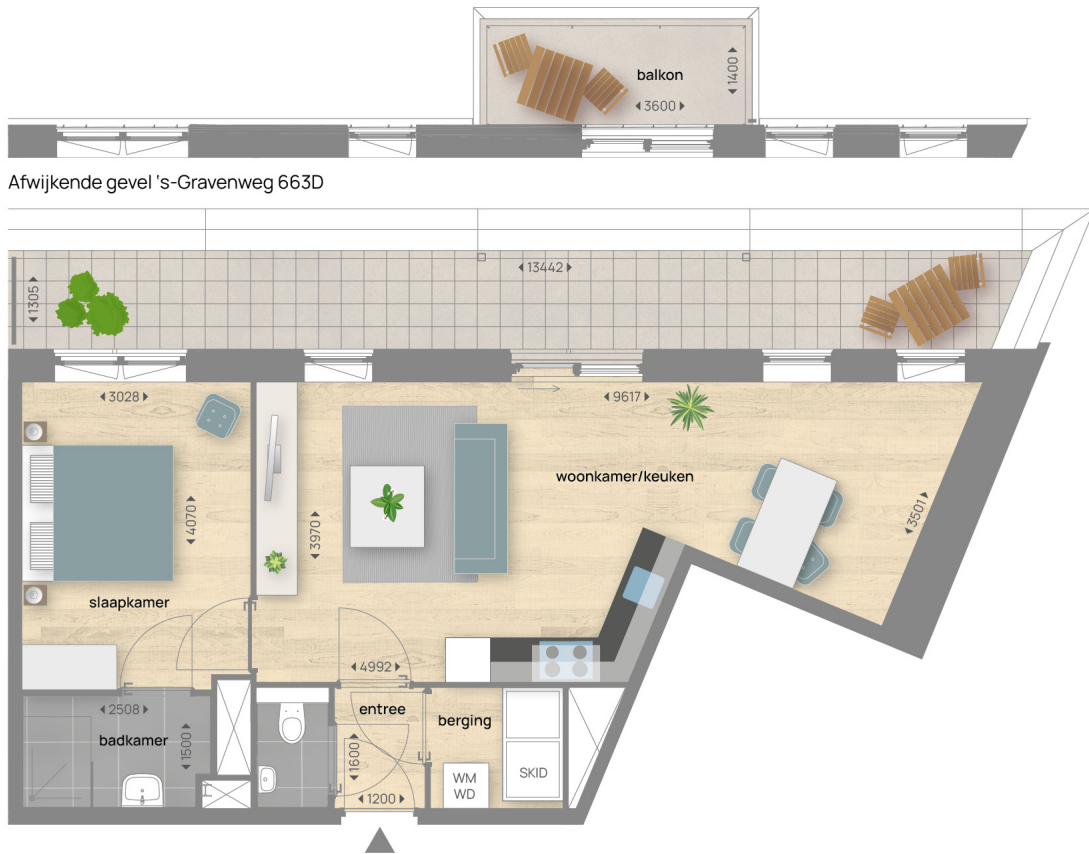 balkon
1400
3600
Afwijkende gevel 's-Gravenweg 663D
13442
1305
3028
9617
woonkamer/keuken
4070
3970
3501
slaapkamer
4992
2508
entree
berging
badkamer
1500
1600
WM
WD
SKID
1200